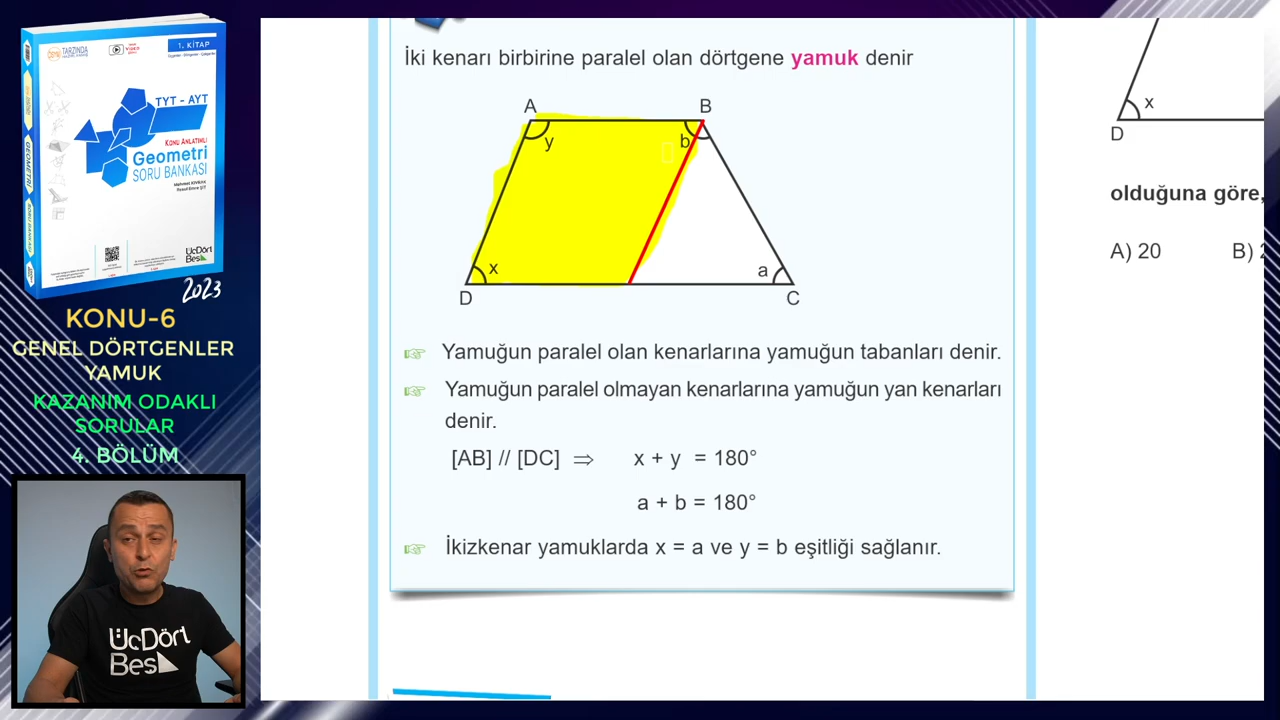 TARZINDA
1. KİTAP
TYT - AYT
KONU ANLATIMLI
Geometri
SORU BANKASI
ÜçDört
Beş
2023
KONU-6
GENEL DÖRTGENLER
YAMUK
KAZANIM ODAKLI
SORULAR
4. BÖLÜM
ÜçDört
Beş
İki kenarı birbirine paralel olan dörtgene yamuk denir
A
B
y
b
x
a
D
C
Yamuğun paralel olan kenarlarına yamuğun tabanları denir.
Yamuğun paralel olmayan kenarlarına yamuğun yan kenarları
denir.
[AB] // [DC] ⇒ x + y = 180°
a + b = 180°
İkizkenar yamuklarda x = a ve y = b eşitliği sağlanır.
x
D
olduğuna göre,
A) 20 B)